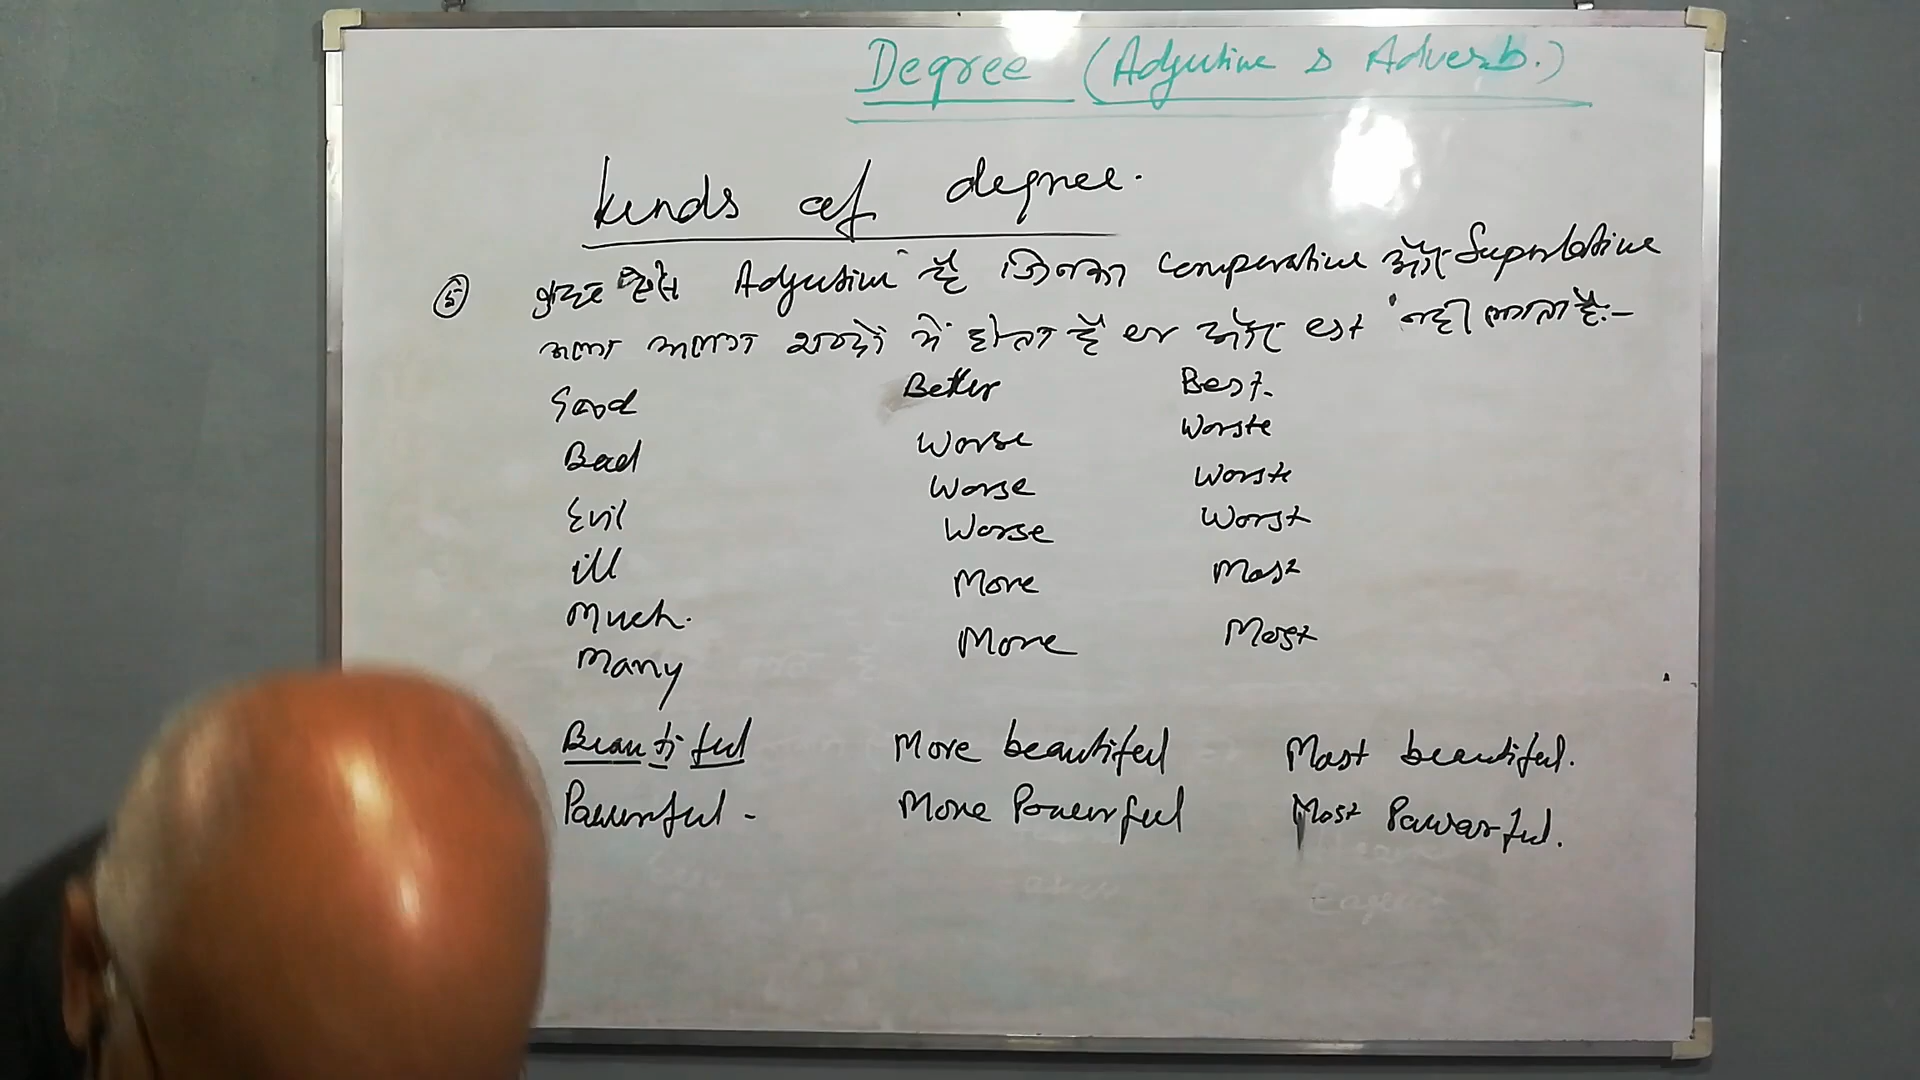 Degree (Adjective & Adverb.)
Kinds of degree.
⑤ कुछ ऐसे Adjective है जिनका Comparative और Superlative
अलग अलग शब्दों में होता है er और est नहीं लगता है:-
Good Better Best.
Bad Worse Worste
Evil Worse Worste
ill Worse Worst
Much. More Most
Many More Most
Beautiful More beautiful Most beautiful.
Powerful - More Powerful Most Powerful.